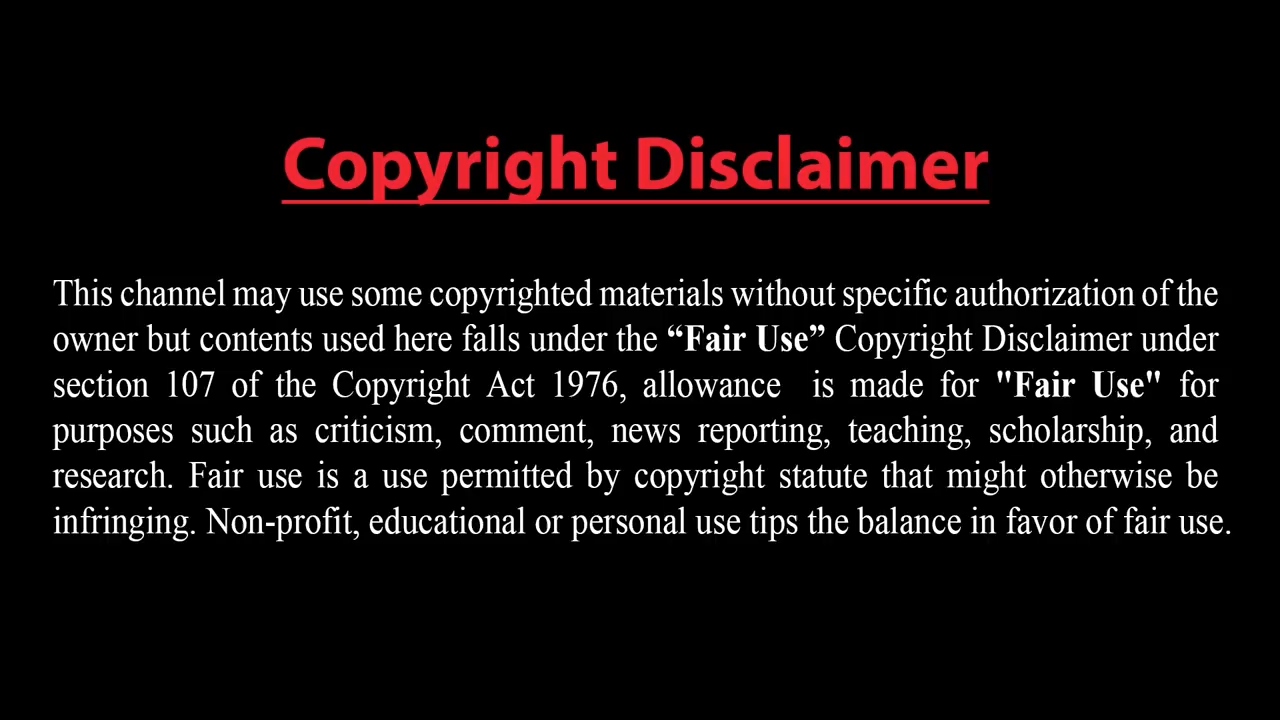 Copyright Disclaimer
This channel may use some copyrighted materials without specific authorization of the
owner but contents used here falls under the “Fair Use” Copyright Disclaimer under
section 107 of the Copyright Act 1976, allowance  is made for "Fair Use" for
purposes such as criticism, comment, news reporting, teaching, scholarship, and
research. Fair use is a use permitted by copyright statute that might otherwise be
infringing. Non-profit, educational or personal use tips the balance in favor of fair use.